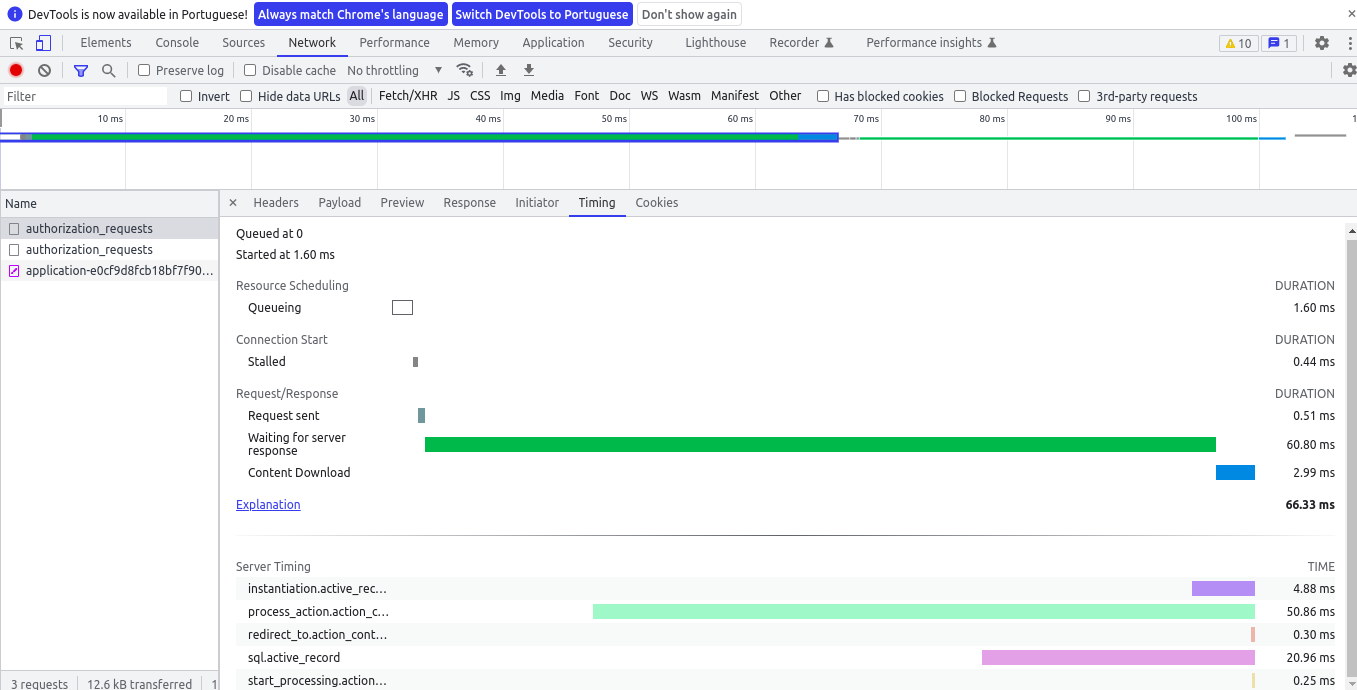 DevTools is now available in Portuguese! Always match Chrome's language Switch DevTools to Portuguese Don't show again
Elements Console Sources Network Performance Memory Application Security Lighthouse Recorder Performance insights 10 1
Preserve log Disable cache No throttling
Filter Invert Hide data URLs All Fetch/XHR JS CSS Img Media Font Doc WS Wasm Manifest Other Has blocked cookies Blocked Requests 3rd-party requests
10 ms 20 ms 30 ms 40 ms 50 ms 60 ms 70 ms 80 ms 90 ms 100 ms 1
Name
authorization_requests
authorization_requests
application-e0cf9d8fcb18bf7f90...
3 requests 12.6 kB transferred 1
× Headers Payload Preview Response Initiator Timing Cookies
Queued at 0
Started at 1.60 ms
Resource Scheduling DURATION
Queueing 1.60 ms
Connection Start DURATION
Stalled 0.44 ms
Request/Response DURATION
Request sent 0.51 ms
Waiting for server
response 60.80 ms
Content Download 2.99 ms
Explanation 66.33 ms
Server Timing TIME
instantiation.active_rec... 4.88 ms
process_action.action_c... 50.86 ms
redirect_to.action_cont... 0.30 ms
sql.active_record 20.96 ms
start_processing.action... 0.25 ms